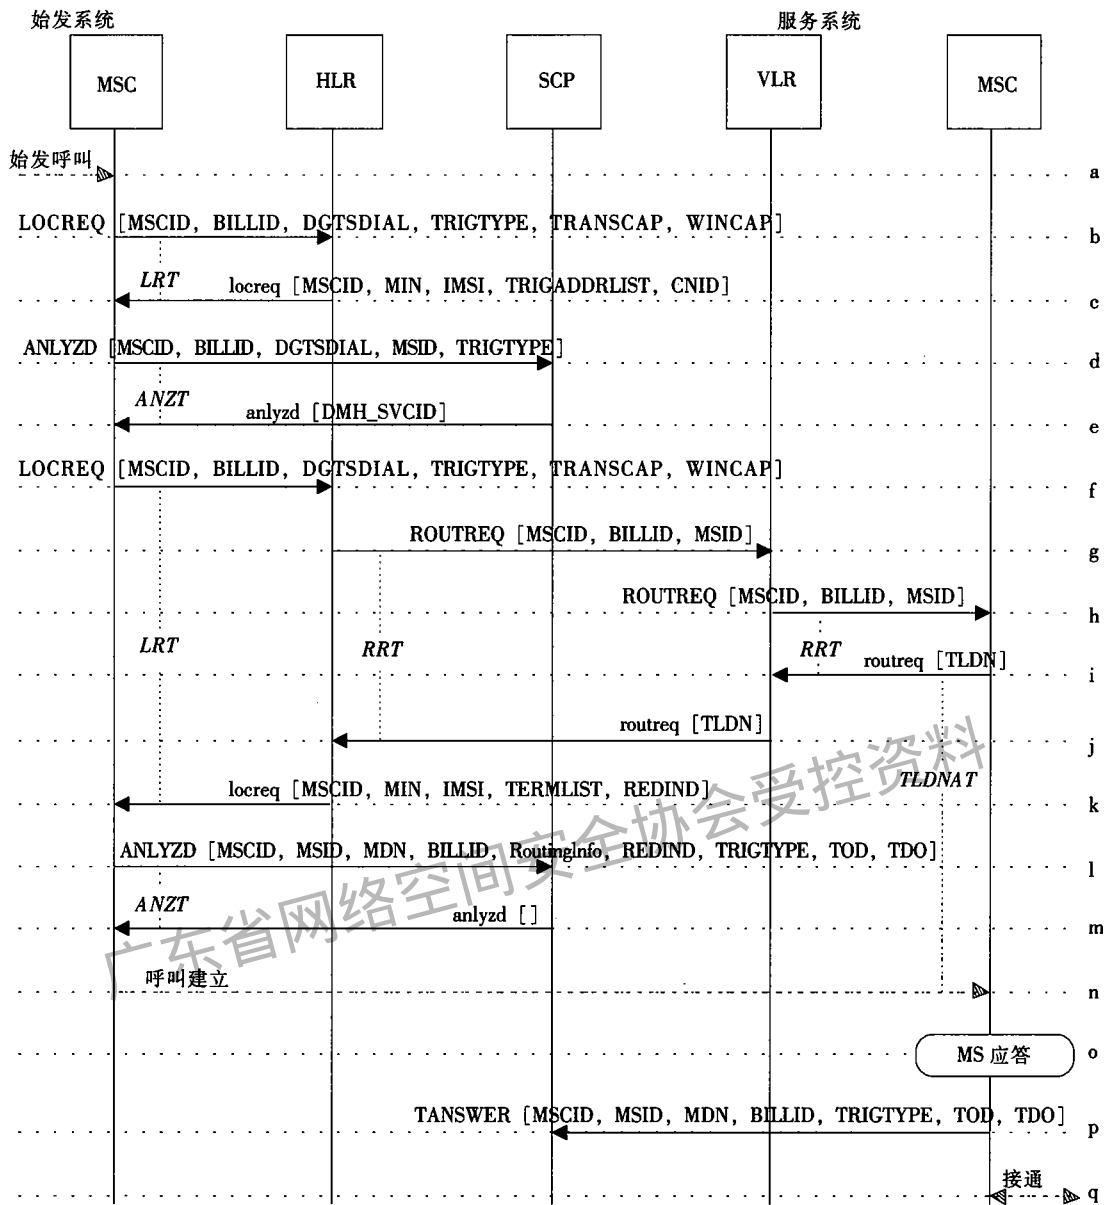 始发系统 服务系统
MSC HLR SCP VLR MSC
始发呼叫
a
LOCREQ [MSCID, BILLID, DGTSDIAL, TRIGTYPE, TRANSCAP, WINCAP]
b
LRT locreq [MSCID, MIN, IMSI, TRIGADDRLIST, CNID]
c
ANLYZD [MSCID, BILLID, DGTSDIAL, MSID, TRIGTYPE]
d
ANZT anlyzd [DMH_SVCID]
e
LOCREQ [MSCID, BILLID, DGTSDIAL, TRIGTYPE, TRANSCAP, WINCAP]
f
ROUTREQ [MSCID, BILLID, MSID]
g
ROUTREQ [MSCID, BILLID, MSID]
h
LRT RRT RRT routreq [TLDN]
i
routreq [TLDN]
j
TLDNAT
locreq [MSCID, MIN, IMSI, TERMLIST, REDIND]
k
ANLYZD [MSCID, MSID, MDN, BILLID, RoutingInfo, REDIND, TRIGTYPE, TOD, TDO]
l
ANZT anlyzd []
m
呼叫建立
n
MS 应答 o
TANSWER [MSCID, MSID, MDN, BILLID, TRIGTYPE, TOD, TDO]
p
接通
q
广东省网络空间安全协会受控资料